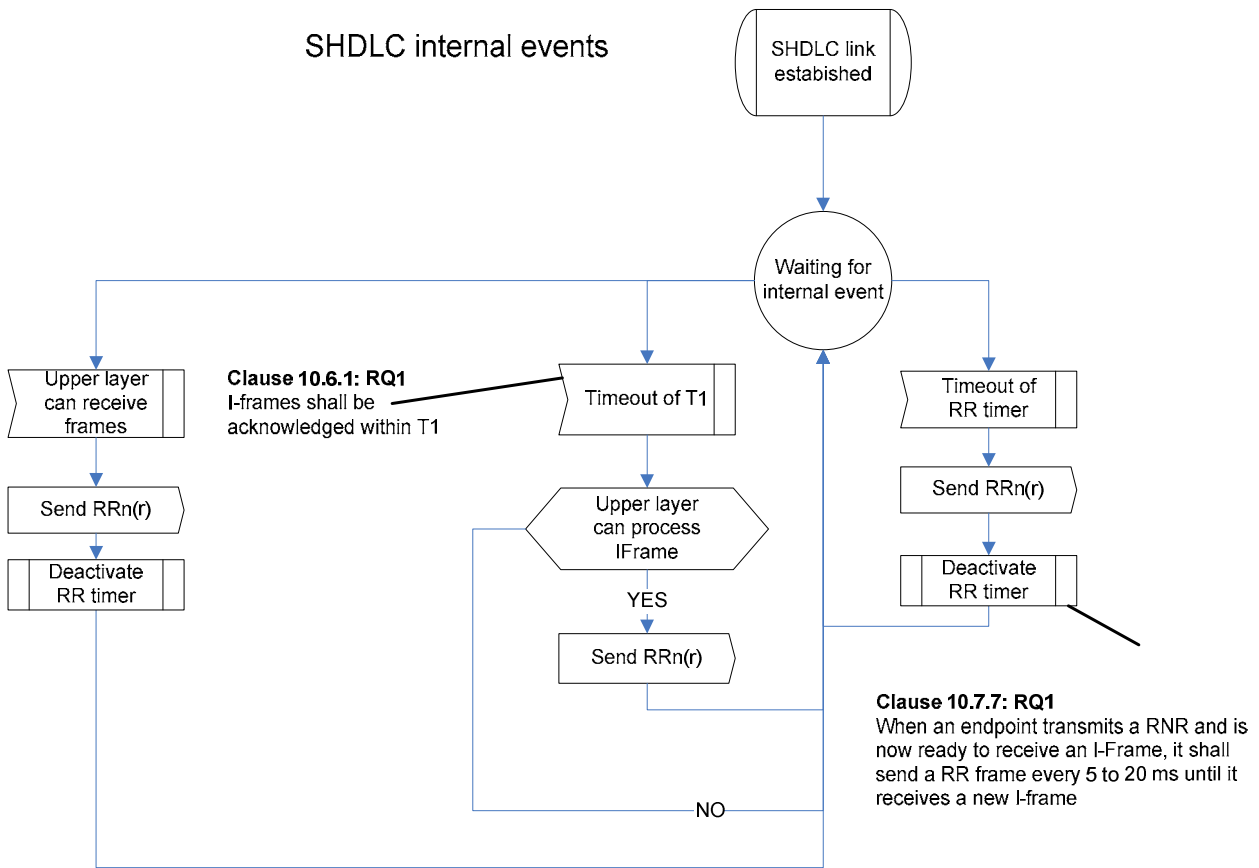 SHDLC internal events
SHDLC link
estabished
Waiting for
internal event
Upper layer
can receive
frames
Send RRn(r)
Deactivate
RR timer
Clause 10.6.1: RQ1
I-frames shall be
acknowledged within T1
Timeout of T1
Upper layer
can process
IFrame
YES
Send RRn(r)
NO
Timeout of
RR timer
Send RRn(r)
Deactivate
RR timer
Clause 10.7.7: RQ1
When an endpoint transmits a RNR and is
now ready to receive an I-Frame, it shall
send a RR frame every 5 to 20 ms until it
receives a new I-frame